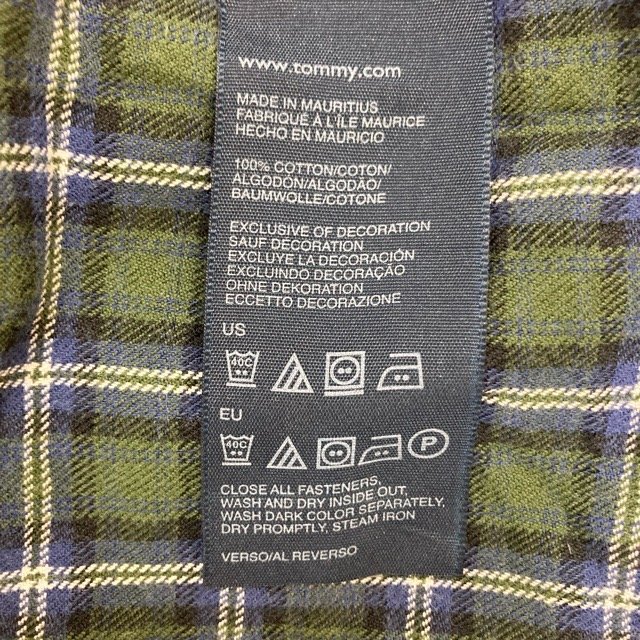 www.tommy.com
MADE IN MAURITIUS
FABRIQUÉ À L'ÎLE MAURICE
HECHO EN MAURICIO
100% COTTON/COTON/
ALGODÓN/ALGODÃO/
BAUMWOLLE/COTONE
EXCLUSIVE OF DECORATION
SAUF DECORATION
EXCLUYE LA DECORACIÓN
EXCLUINDO DECORAÇÃO
OHNE DEKORATION
ECCETTO DECORAZIONE
US
40C
EU
40C P
CLOSE ALL FASTENERS,
WASH AND DRY INSIDE OUT,
WASH DARK COLOR SEPARATELY,
DRY PROMPTLY, STEAM IRON
VERSO/AL REVERSO